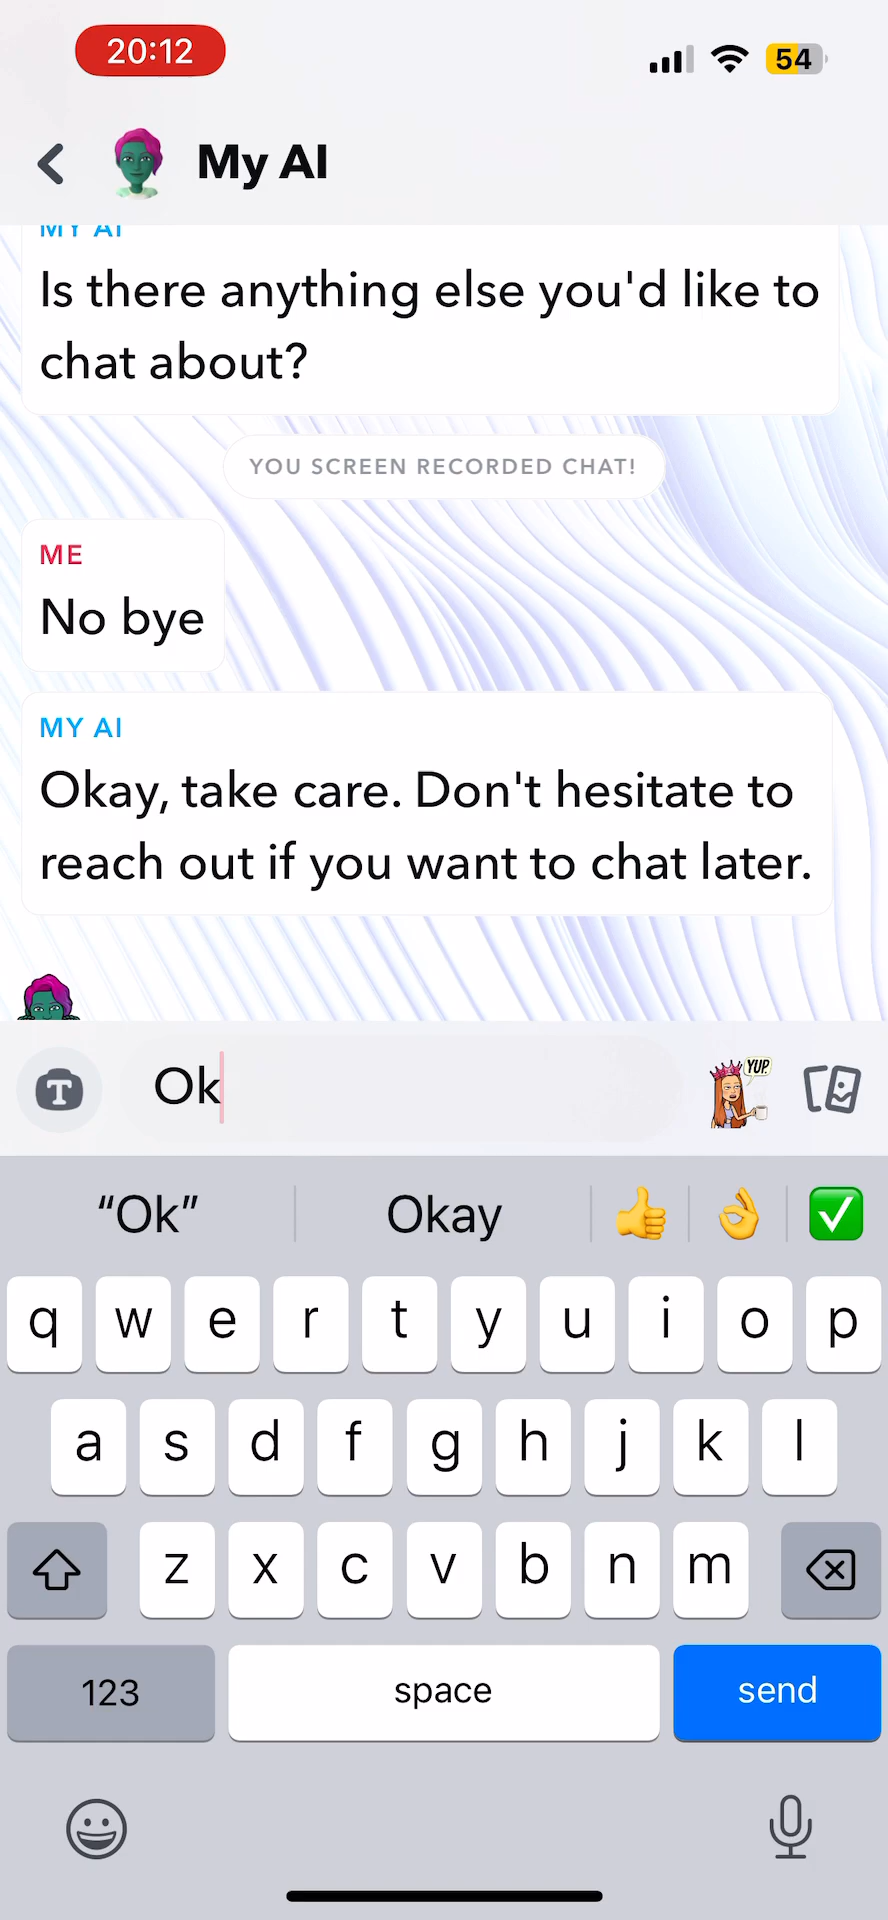 20:12
54
My AI
MY AI
Is there anything else you'd like to
chat about?
YOU SCREEN RECORDED CHAT!
ME
No bye
MY AI
Okay, take care. Don't hesitate to
reach out if you want to chat later.
T
Ok
YUP.
“Ok” Okay
q w e r t y u i o p
a s d f g h j k l
z x c v b n m
123 space send